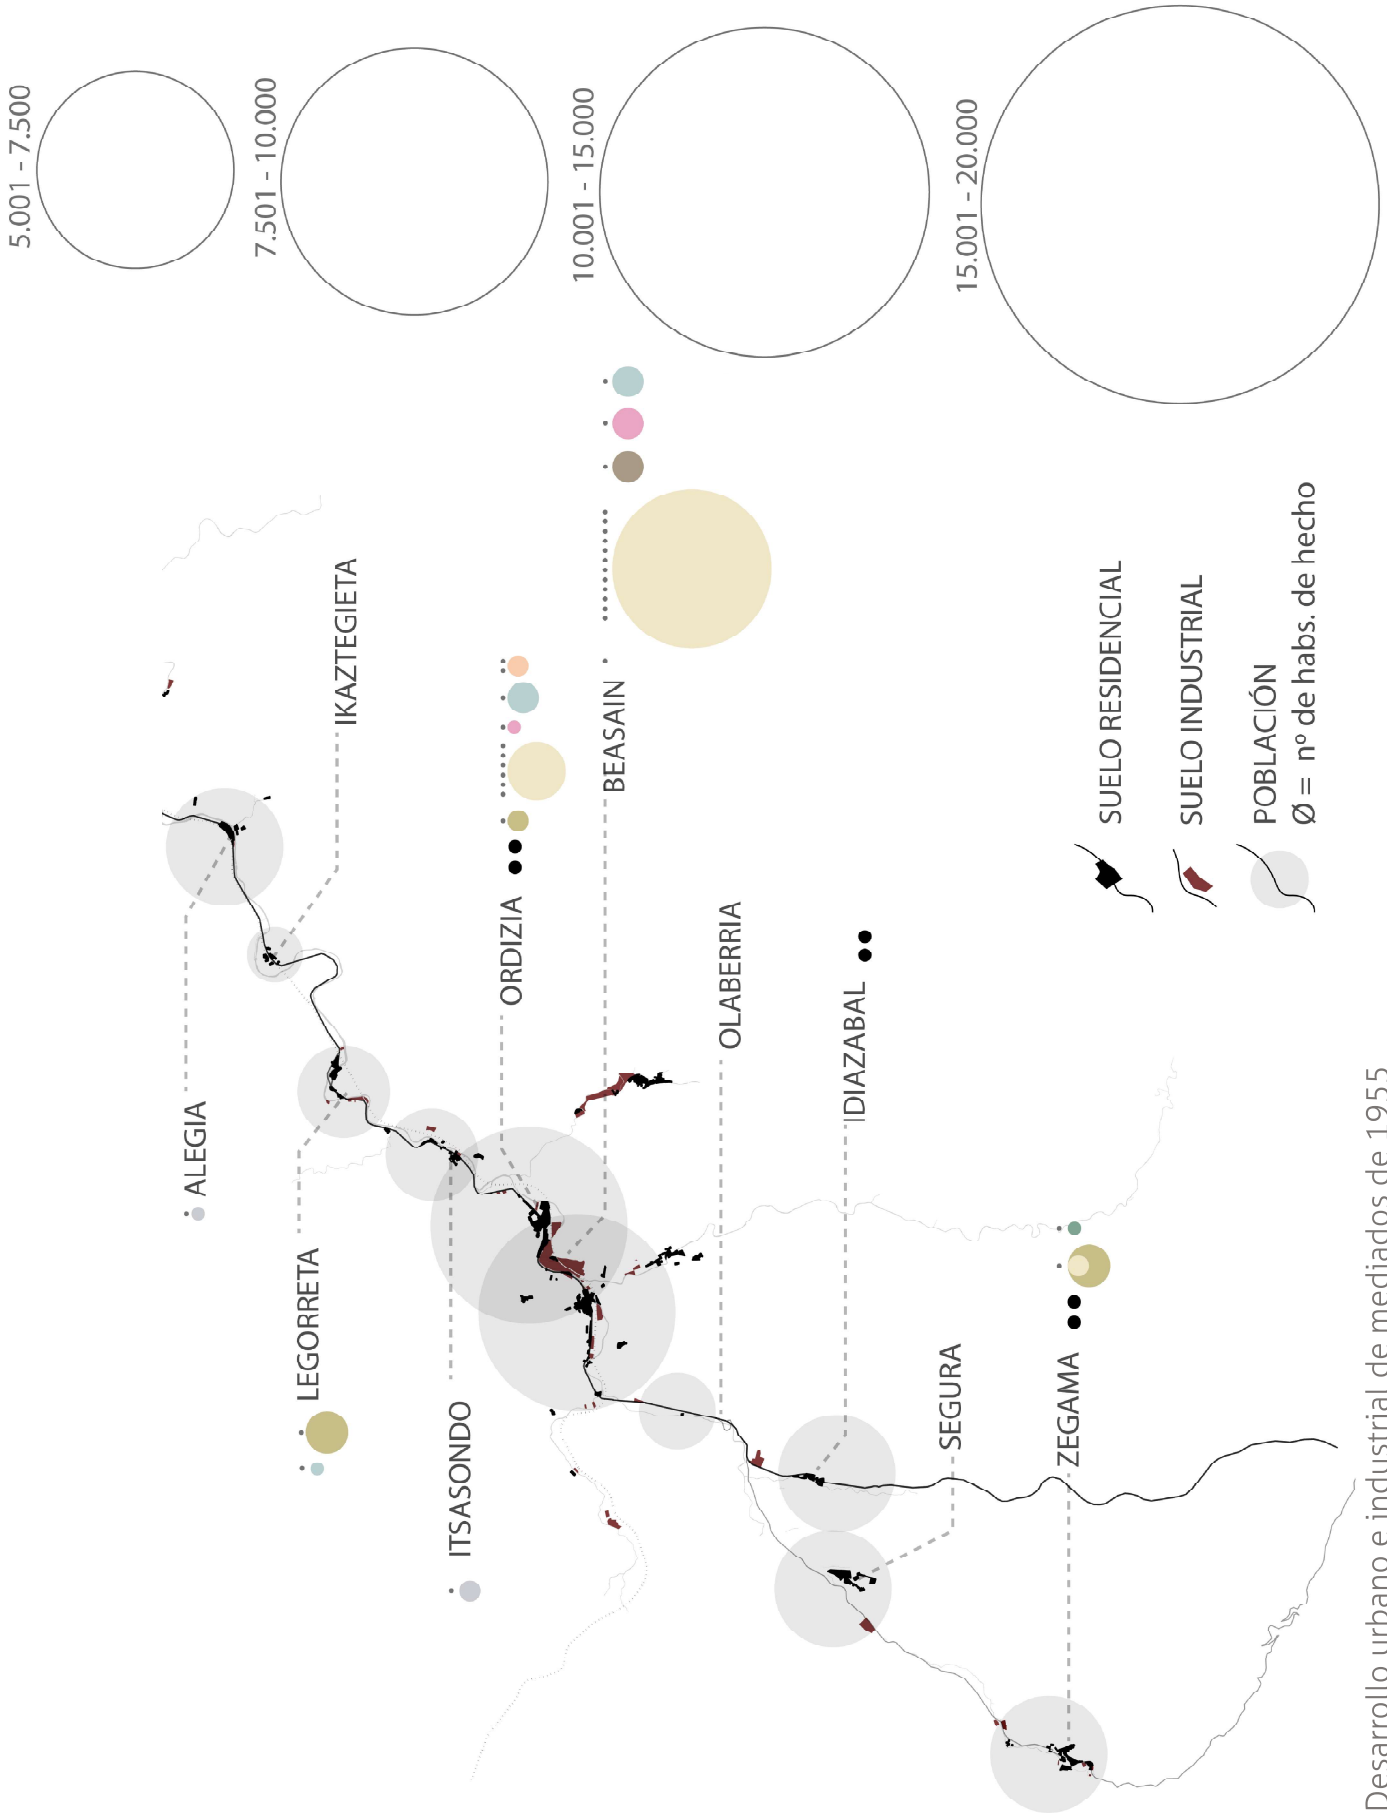 5.001 - 7.500
7.501 - 10.000
10.001 - 15.000
15.001 - 20.000
ALEGIA
IKAZTEGIETA
LEGORRETA
ITSASONDO
ORDIZIA
BEASAIN
OLABERRIA
IDIAZABAL
SEGURA
ZEGAMA
SUELO RESIDENCIAL
SUELO INDUSTRIAL
POBLACIÓN
Ø = nº de habs. de hecho
Desarrollo urbano e industrial de mediados de 1955